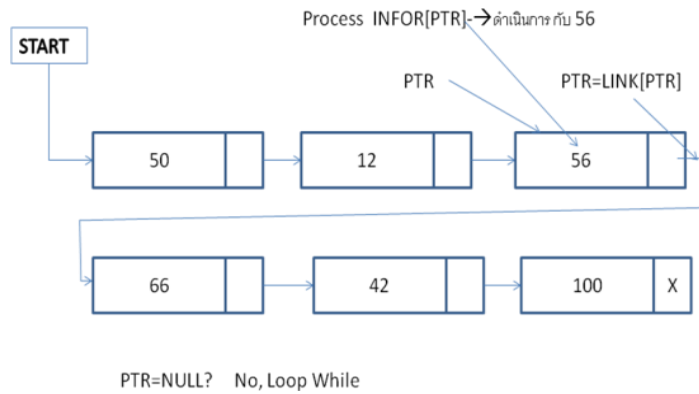 Process INFOR[PTR]-→ดำเนินการ กับ 56
START
PTR
PTR=LINK[PTR]
50
12
56
66
42
100
X
PTR=NULL? No, Loop While